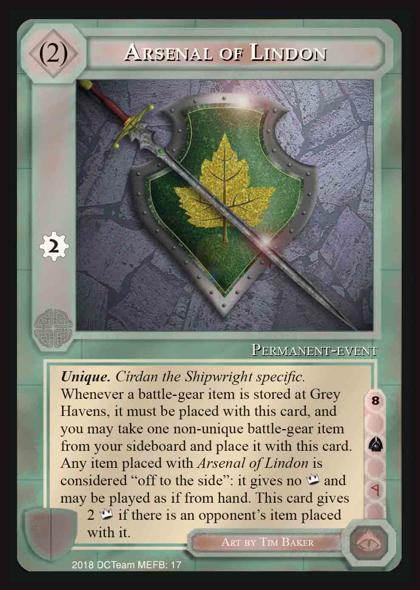 (2)
Arsenal of Lindon
2
Permanent-event
Unique. Círdan the Shipwright specific.
Whenever a battle-gear item is stored at Grey
Havens, it must be placed with this card, and
you may take one non-unique battle-gear item
from your sideboard and place it with this card.
Any item placed with Arsenal of Lindon is
considered “off to the side”: it gives no
and
may be played as if from hand. This card gives
2
if there is an opponent’s item placed
with it.
8
Art by Tim Baker
2018 DCTeam MEFB: 17